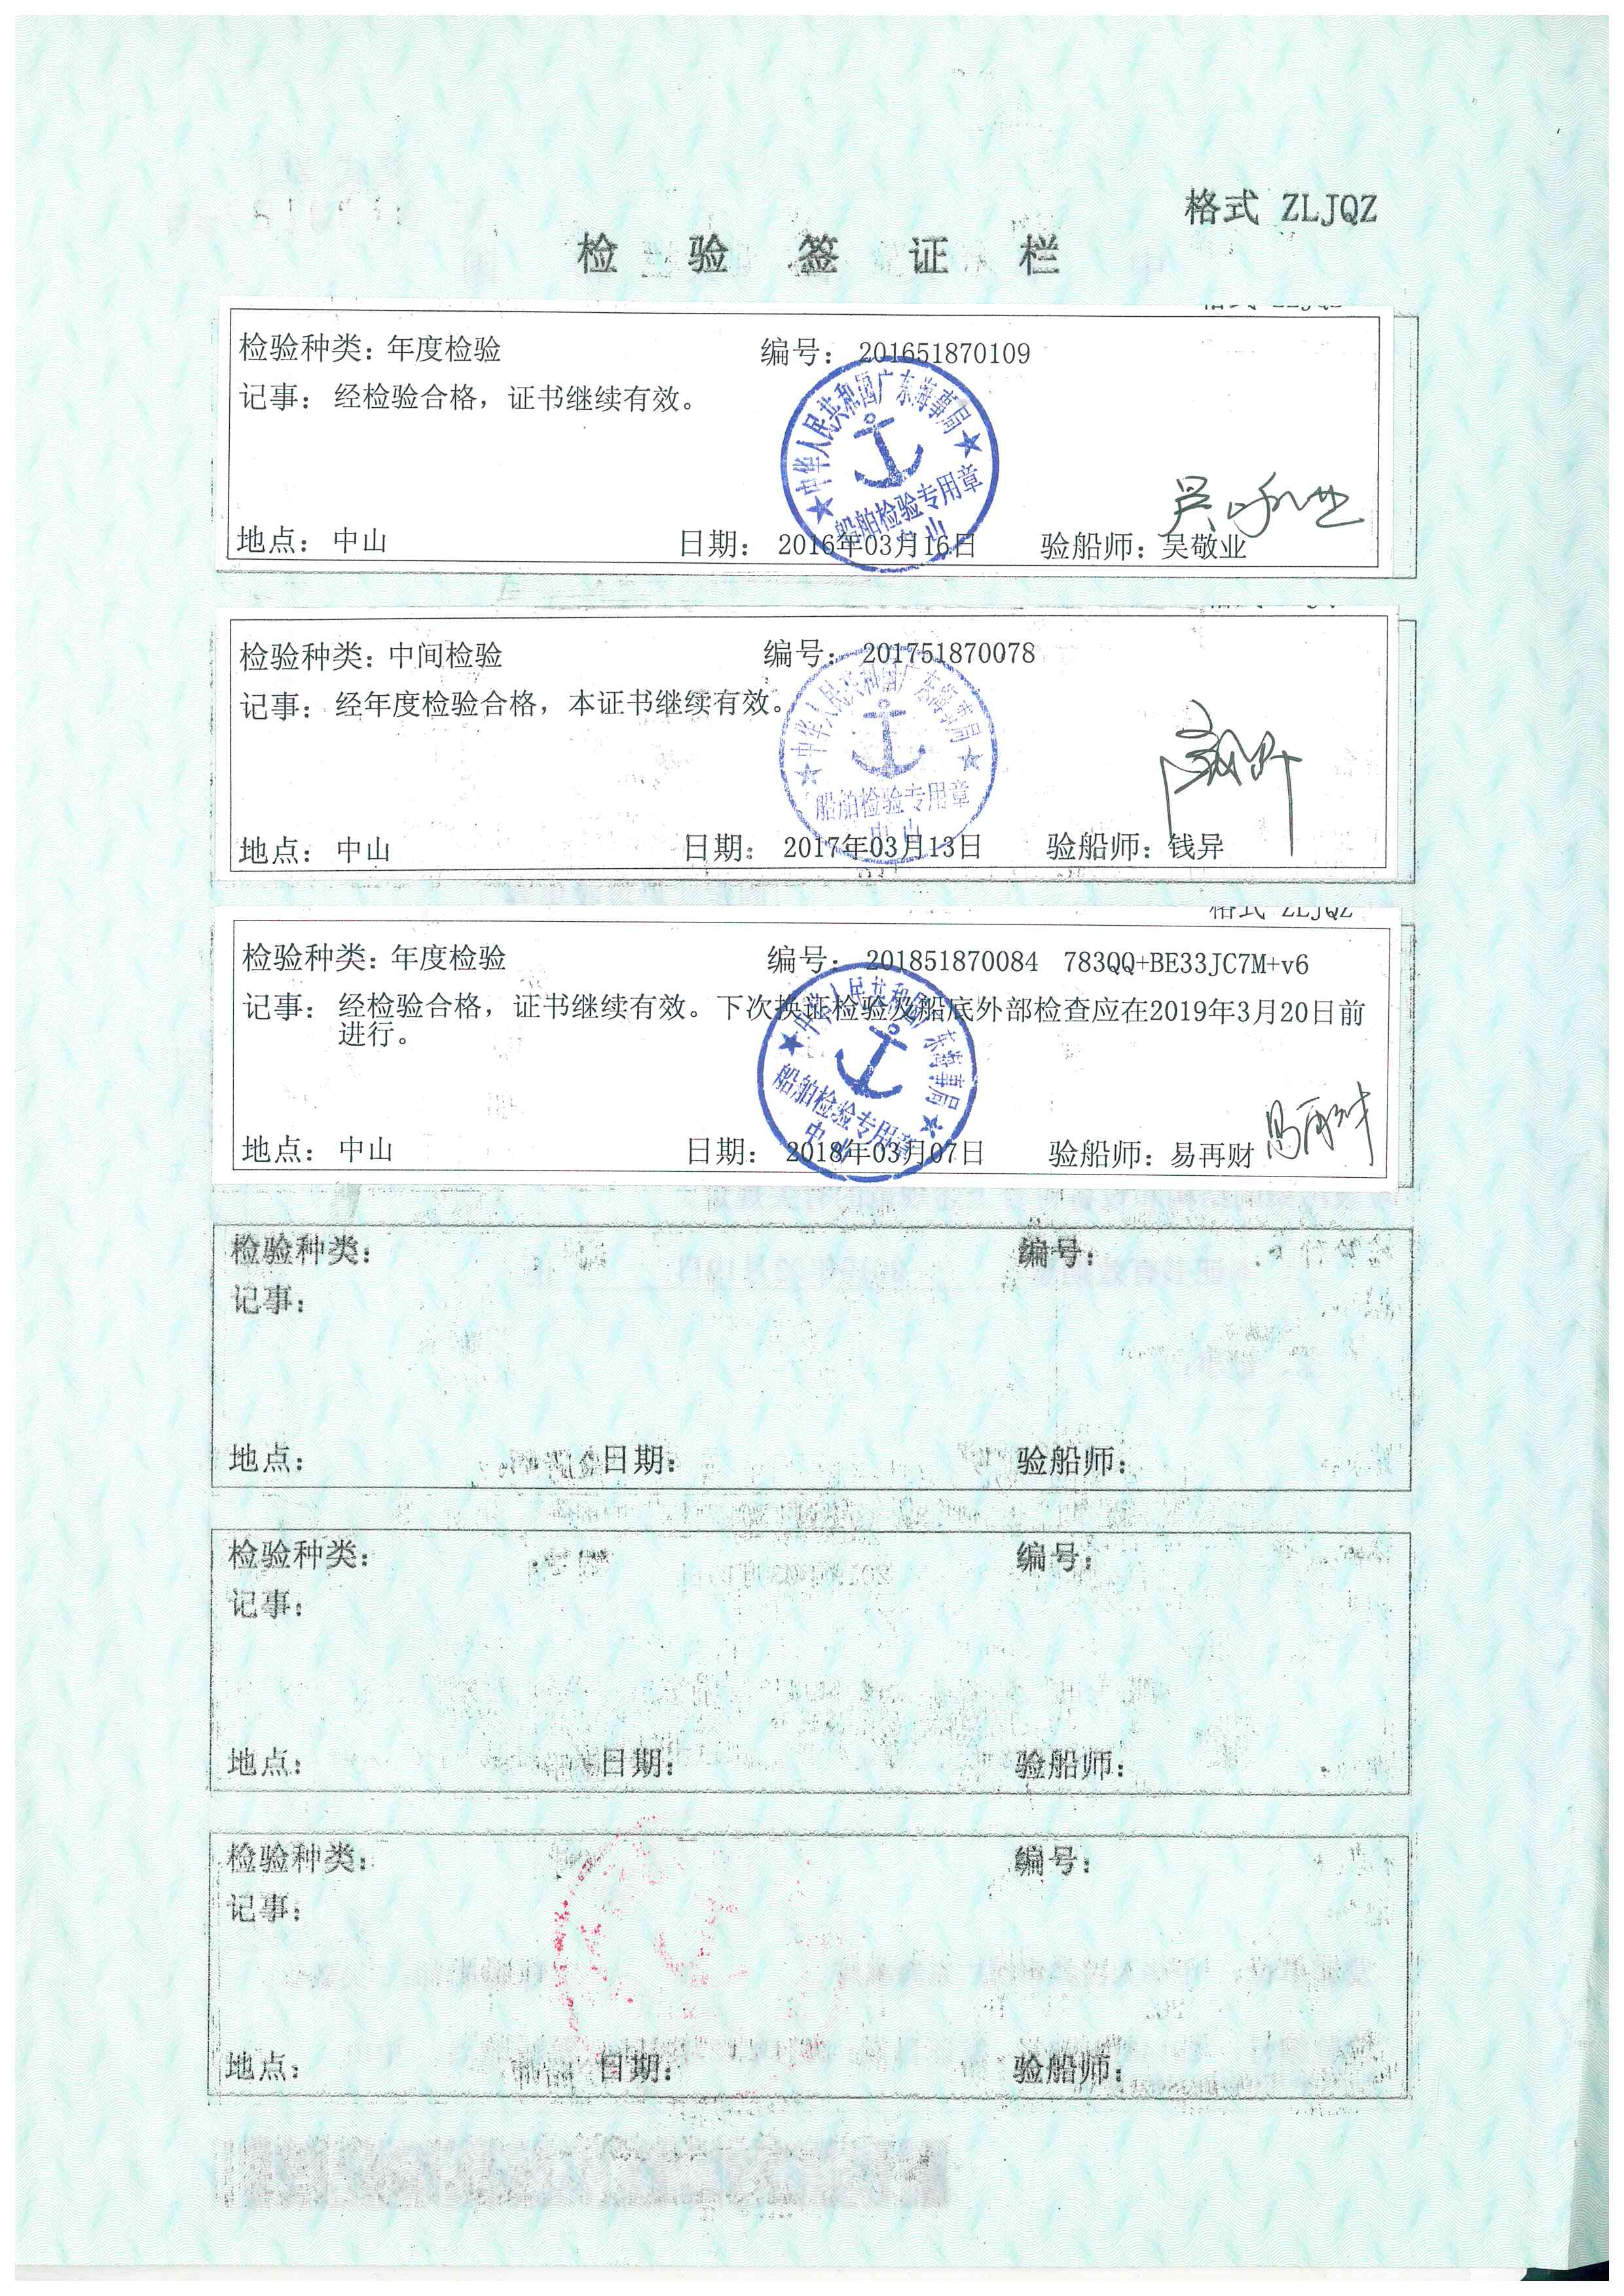 格式 ZLJQZ
检验签证栏
检验种类：年度检验 编号：201651870109
记事：经检验合格，证书继续有效。
中华人民共和国广东海事局
船舶检验专用章
中山
地点：中山 日期：2016年03月16日 验船师：吴敬业
检验种类：中间检验 编号：201751870078
记事：经年度检验合格，本证书继续有效。
中华人民共和国广东海事局
船舶检验专用章
中山
地点：中山 日期：2017年03月13日 验船师：钱异
格式 ZLJQZ
检验种类：年度检验 编号：201851870084 783QQ+BE33JC7M+v6
记事：经检验合格，证书继续有效。下次换证检验及船底外部检查应在2019年3月20日前
进行。
中华人民共和国广东海事局
船舶检验专用章
中山
地点：中山 日期：2018年03月07日 验船师：易再财 易再财
检验种类： 编号：
记事：
地点： 日期： 验船师：
检验种类： 编号：
记事：
地点： 日期： 验船师：
检验种类： 编号：
记事：
地点： 日期： 验船师：